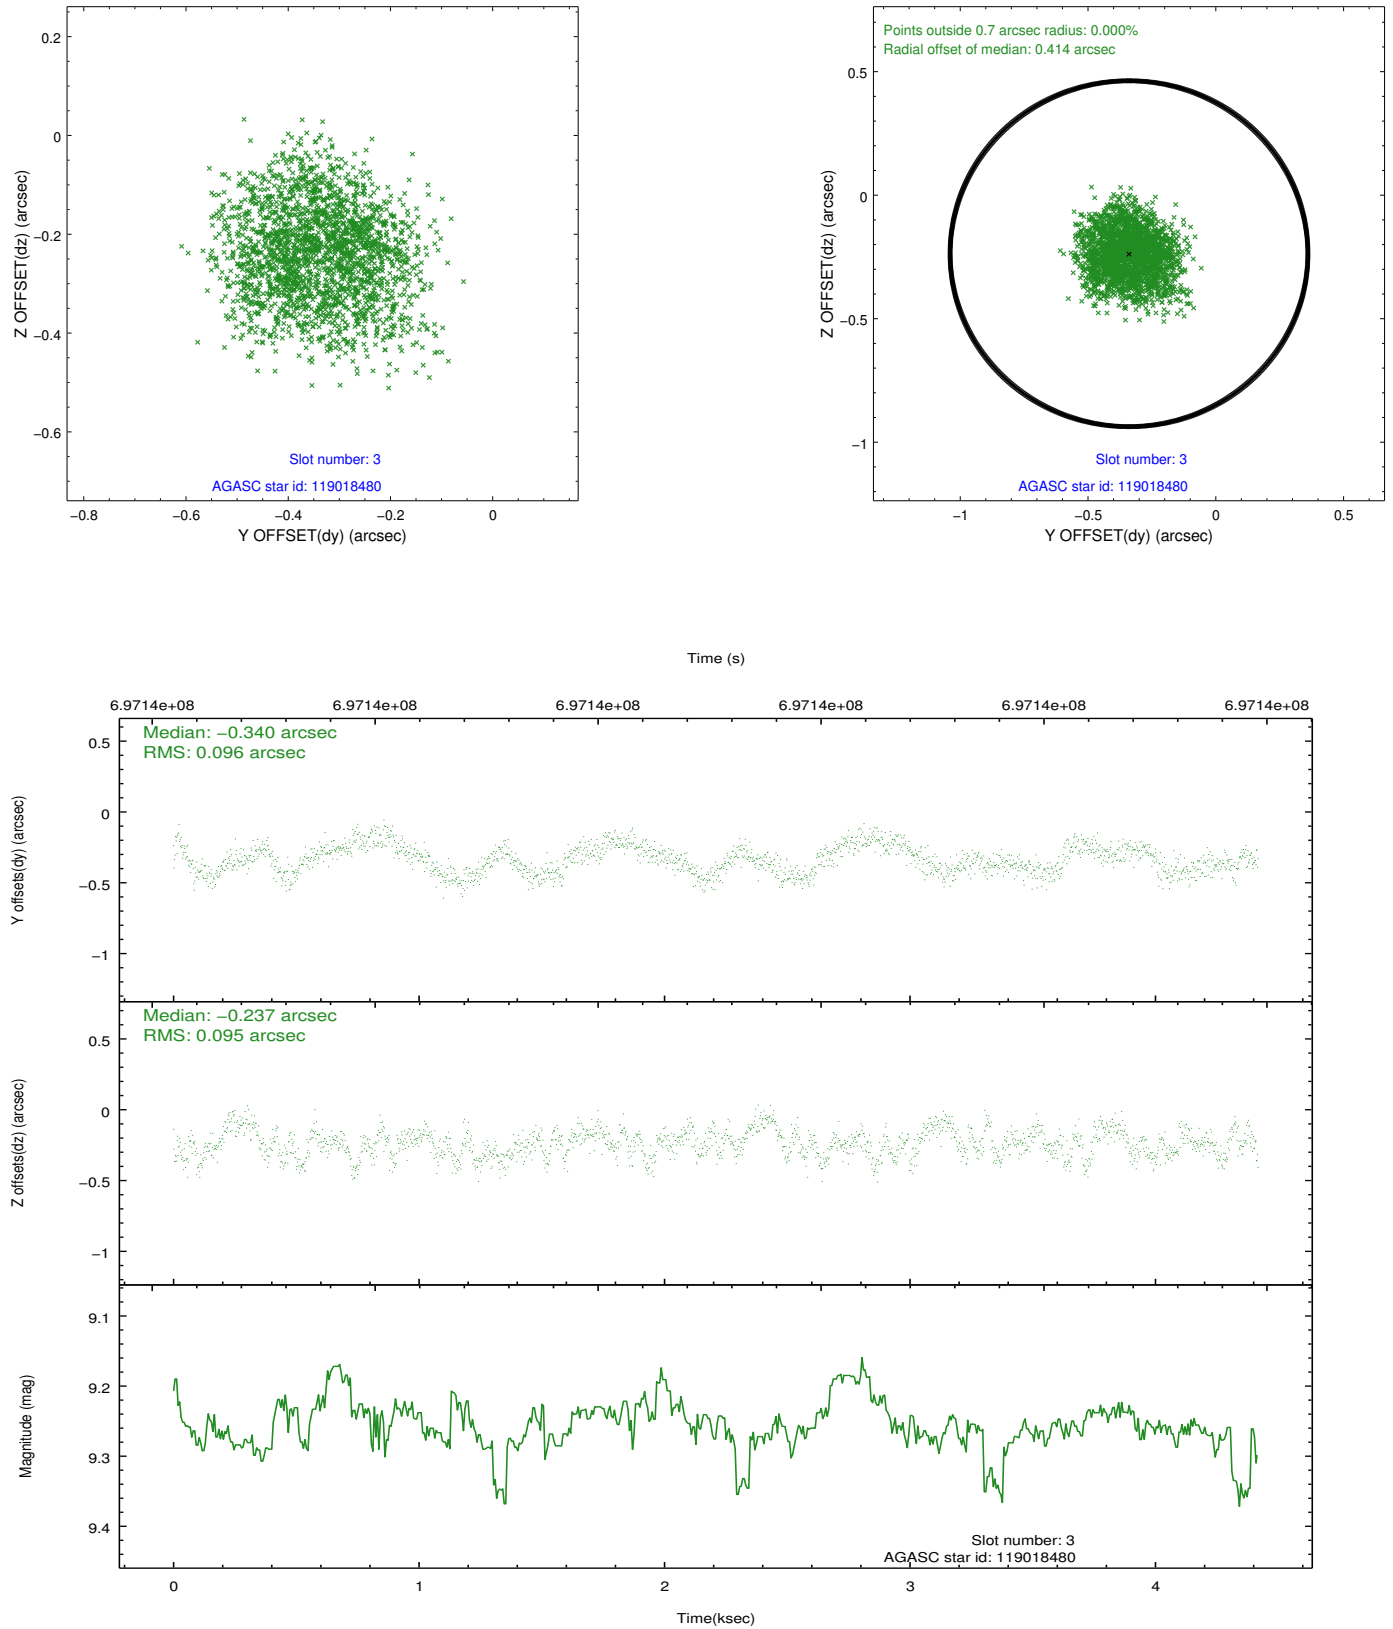 0.2
0
−0.2
−0.4
−0.6
Z OFFSET(dz) (arcsec)
Slot number: 3
AGASC star id: 119018480
−0.8
−0.6
−0.4
−0.2
0
Y OFFSET(dy) (arcsec)
Points outside 0.7 arcsec radius: 0.000%
Radial offset of median: 0.414 arcsec
0.5
0
−0.5
−1
Z OFFSET(dz) (arcsec)
Slot number: 3
AGASC star id: 119018480
−1
−0.5
0
0.5
Y OFFSET(dy) (arcsec)
Time (s)
6.9714e+08
6.9714e+08
6.9714e+08
6.9714e+08
6.9714e+08
6.9714e+08
Median: −0.340 arcsec
RMS: 0.096 arcsec
0.5
0
−0.5
−1
Y offsets(dy) (arcsec)
Median: −0.237 arcsec
RMS: 0.095 arcsec
0.5
0
−0.5
−1
Z offsets(dz) (arcsec)
9.1
9.2
9.3
9.4
Magnitude (mag)
Slot number: 3
AGASC star id: 119018480
0
1
2
3
4
Time(ksec)